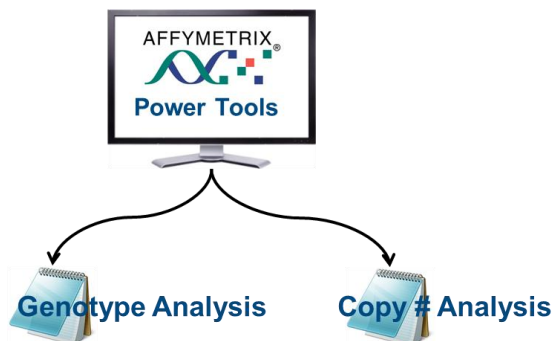 AFFYMETRIX®
Power Tools
Genotype Analysis
Copy # Analysis